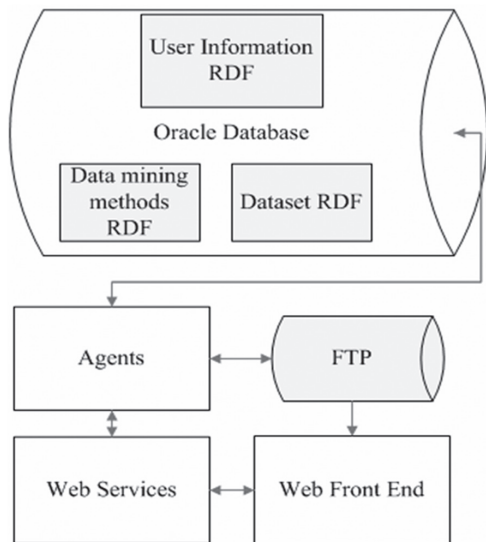 User Information
RDF
Oracle Database
Data mining
methods
RDF
Dataset RDF
Agents
FTP
Web Services
Web Front End